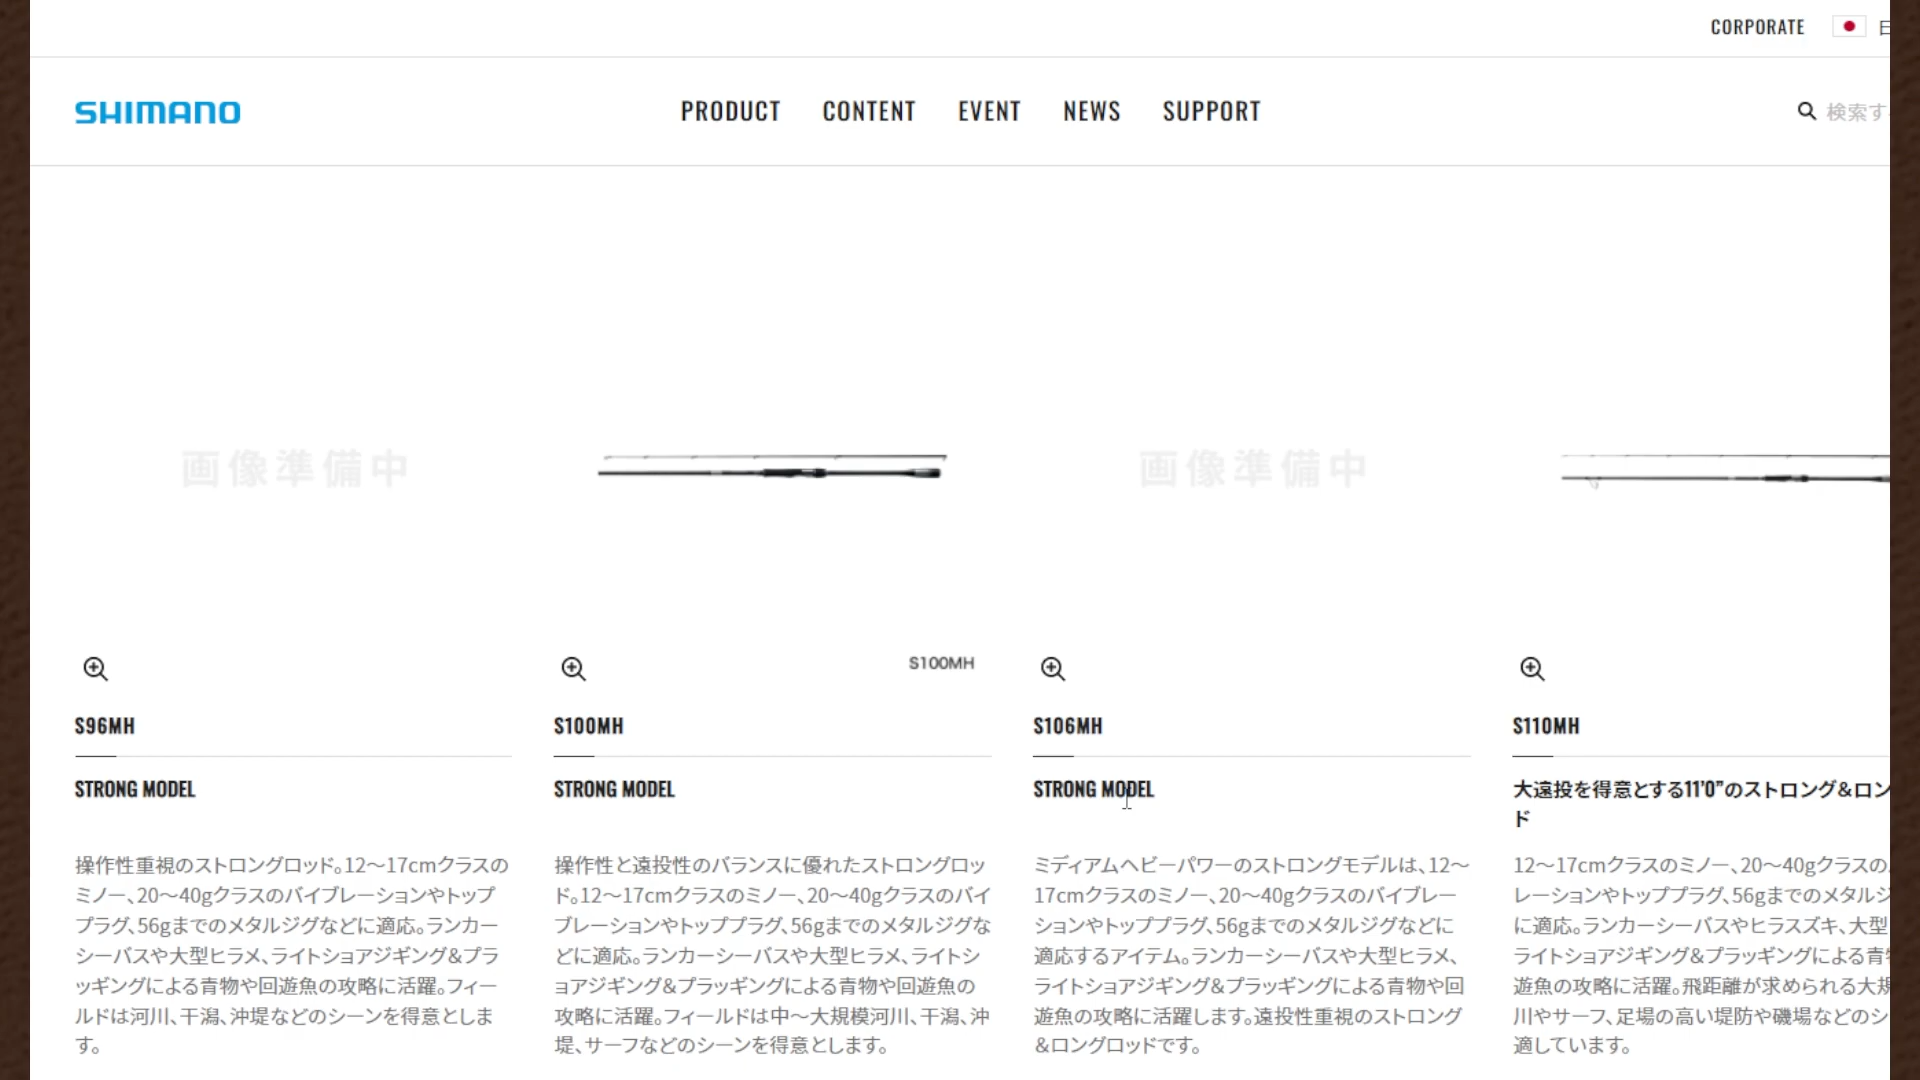 CORPORATE
SHIMANO
PRODUCT CONTENT EVENT NEWS SUPPORT
検索す
画像準備中
画像準備中
S100MH
S96MH
STRONG MODEL
操作性重視のストロングロッド。12～17cmクラスの
ミノー、20～40gクラスのバイブレーションやトップ
プラグ、56gまでのメタルジグなどに適応。ランカー
シーバスや大型ヒラメ、ライトショアジギング&プラ
ッギングによる青物や回遊魚の攻略に活躍。フィー
ルドは河川、干潟、沖堤などのシーンを得意としま
す。
S100MH
STRONG MODEL
操作性と遠投性のバランスに優れたストロングロッ
ド。12～17cmクラスのミノー、20～40gクラスのバイ
ブレーションやトッププラグ、56gまでのメタルジグな
どに適応。ランカーシーバスや大型ヒラメ、ライトシ
ョアジギング&プラッギングによる青物や回遊魚の
攻略に活躍。フィールドは中～大規模河川、干潟、沖
堤、サーフなどのシーンを得意とします。
S106MH
STRONG MODEL
ミディアムヘビーパワーのストロングモデルは、12～
17cmクラスのミノー、20～40gクラスのバイブレー
ションやトッププラグ、56gまでのメタルジグなどに
適応するアイテム。ランカーシーバスや大型ヒラメ、
ライトショアジギング&プラッギングによる青物や回
遊魚の攻略に活躍します。遠投性重視のストロング
&ロングロッドです。
S110MH
大遠投を得意とする11'0”のストロング&ロン
ド
12～17cmクラスのミノー、20～40gクラスの
レーションやトッププラグ、56gまでのメタルジ
に適応。ランカーシーバスやヒラスズキ、大型
ライトショアジギング&プラッギングによる青
遊魚の攻略に活躍。飛距離が求められる大規
川やサーフ、足場の高い堤防や磯場などのシ
適しています。